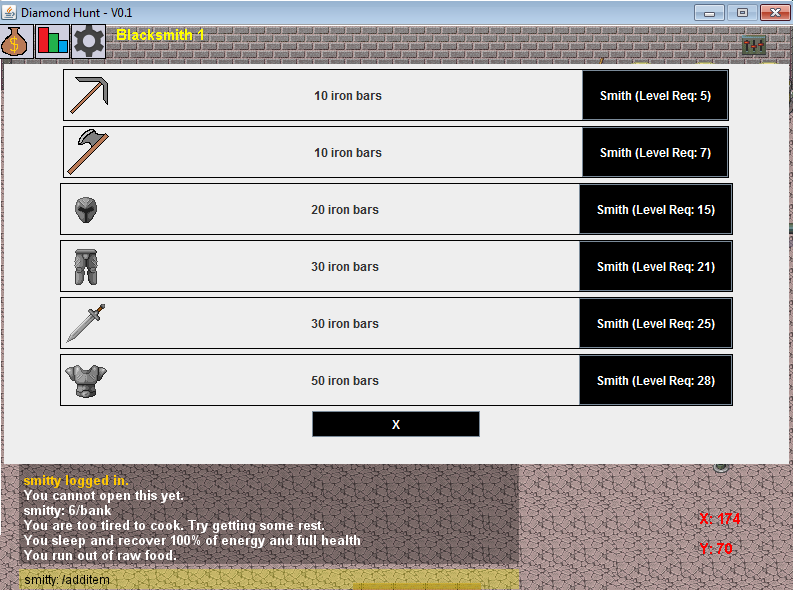 Diamond Hunt - V0.1
Blacksmith 1
10 iron bars
Smith (Level Req: 5)
10 iron bars
Smith (Level Req: 7)
20 iron bars
Smith (Level Req: 15)
30 iron bars
Smith (Level Req: 21)
30 iron bars
Smith (Level Req: 25)
50 iron bars
Smith (Level Req: 28)
X
smitty logged in.
You cannot open this yet.
smitty: 6/bank
You are too tired to cook. Try getting some rest.
You sleep and recover 100% of energy and full health
You run out of raw food.
X: 174
Y: 70
smitty: /additem